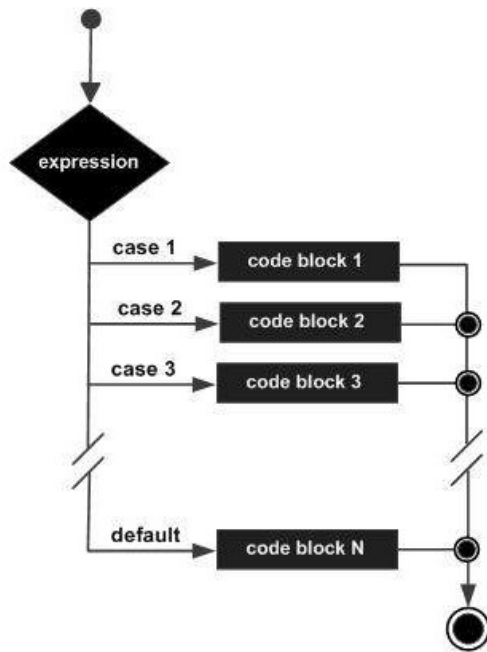 expression
case 1
code block 1
case 2
code block 2
case 3
code block 3
default
code block N